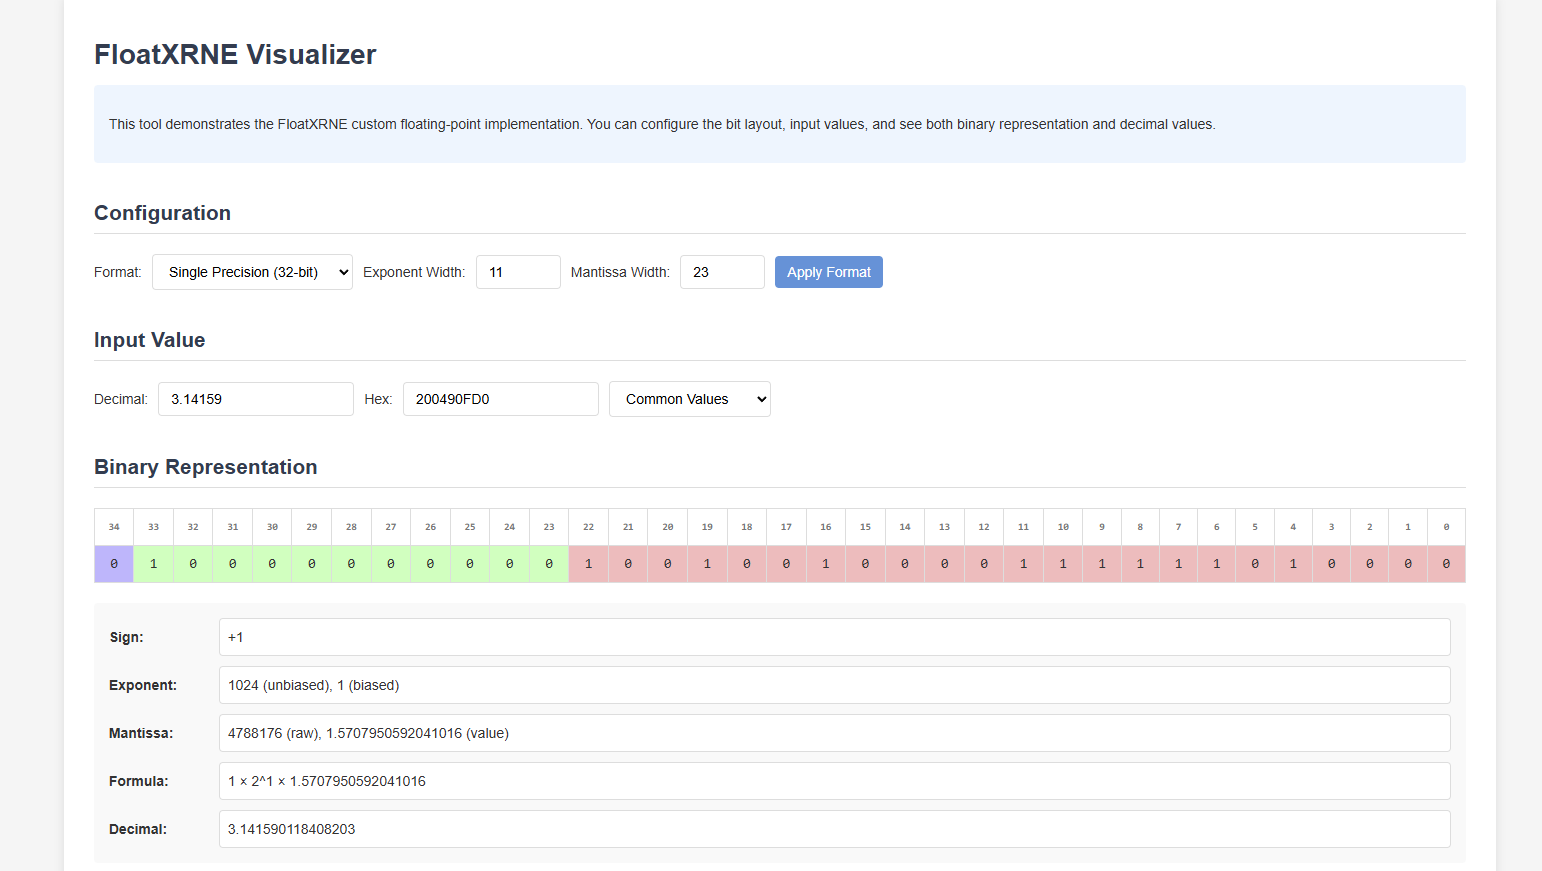 FloatXRNE Visualizer
This tool demonstrates the FloatXRNE custom floating-point implementation. You can configure the bit layout, input values, and see both binary representation and decimal values.
Configuration
Format: Single Precision (32-bit) Exponent Width: 11 Mantissa Width: 23 Apply Format
Input Value
Decimal: 3.14159 Hex: 200490FD0 Common Values
Binary Representation
34 33 32 31 30 29 28 27 26 25 24 23 22 21 20 19 18 17 16 15 14 13 12 11 10 9 8 7 6 5 4 3 2 1 0
0 1 0 0 0 0 0 0 0 0 0 0 1 0 0 1 0 0 1 0 0 0 0 1 1 1 1 1 1 0 1 0 0 0 0
Sign: +1
Exponent: 1024 (unbiased), 1 (biased)
Mantissa: 4788176 (raw), 1.5707950592041016 (value)
Formula: 1 × 2^1 × 1.5707950592041016
Decimal: 3.141590118408203